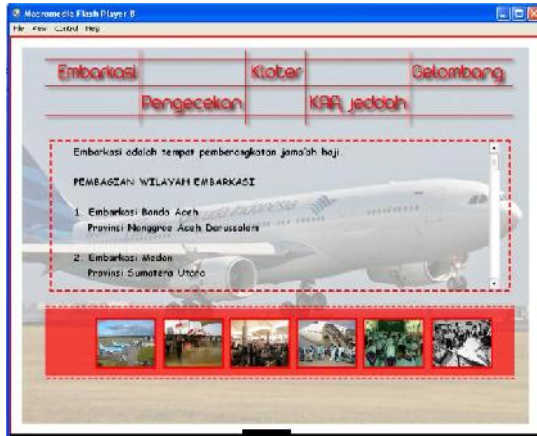 Macromedia Flash Player 8
File View Control Help
Embarkasi Kloter Gelombang
Pengecekan KAA jeddah
Embarkasi adalah tempat pemberangkatan jama'ah haji.
PEMBAGIAN WILAYAH EMBARKASI
1. Embarkasi Banda Aceh
Provinsi Nanggroe Aceh Darussalam
2. Embarkasi Medan
Provinsi Sumatera Utara